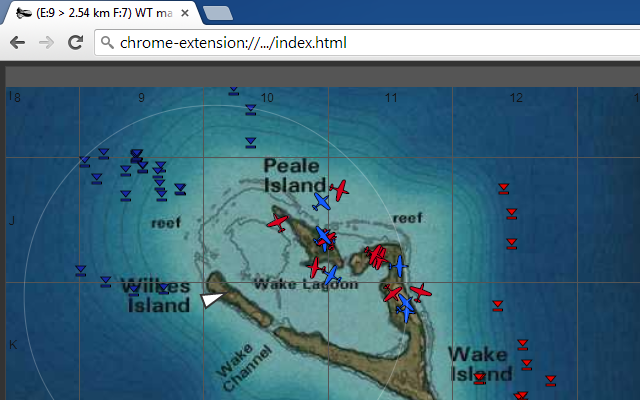 (E:9 > 2.54 km F:7) WT ma
chrome-extension://.../index.html
8
9
10
11
12
Peale
Island
J
reef
reef
Wilkes
Island
Wake Lagoon
K
Wake
Channel
Wake
Island